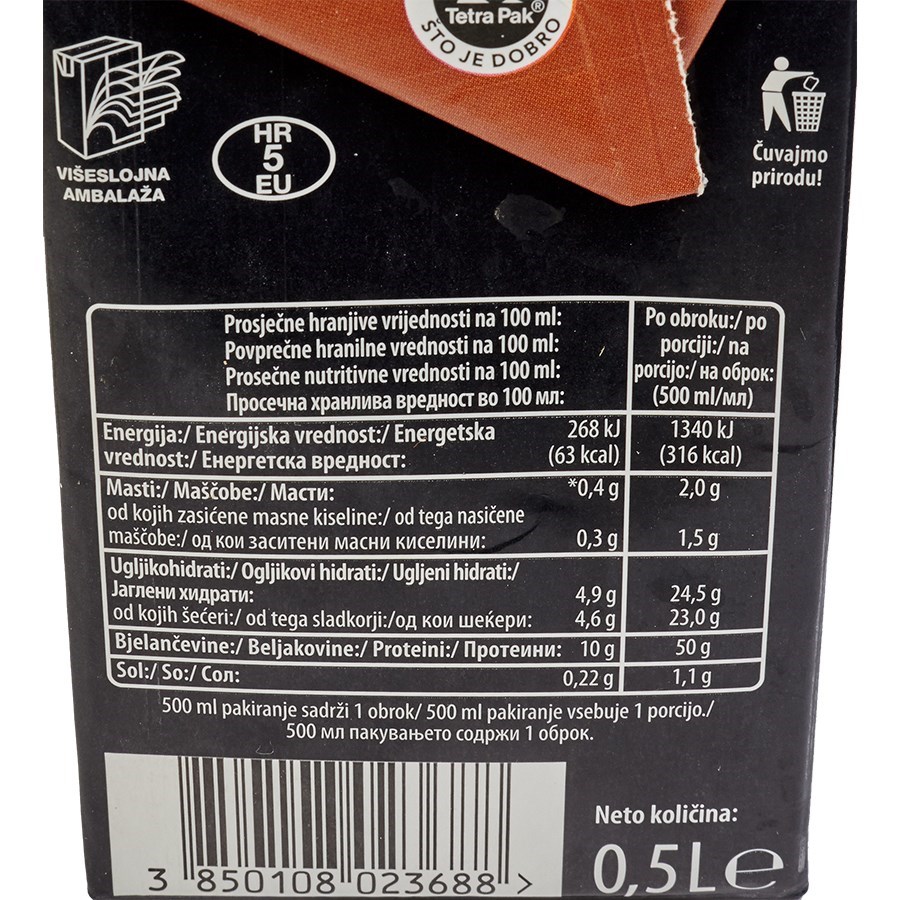 Tetra Pak®
ŠTO JE DOBRO
VIŠESLOJNA
AMBALAŽA
HR
5
EU
Čuvajmo
prirodu!
Prosječne hranjive vrijednosti na 100 ml:
Povprečne hranilne vrednosti na 100 ml:
Prosečne nutritivne vrednosti na 100 ml:
Просечна хранлива вредност во 100 мл:
Po obroku:/ po
porciji:/ na
porcijo:/ на оброк:
(500 ml/мл)
Energija:/ Energijska vrednost:/ Energetska 268 kJ 1340 kJ
vrednost:/ Енергетска вредност: (63 kcal) (316 kcal)
Masti:/ Maščobe:/ Масти: *0,4 g 2,0 g
od kojih zasićene masne kiseline:/ od tega nasičene
maščobe:/ од кои заситени масни киселини: 0,3 g 1,5 g
Ugljikohidrati:/ Ogljikovi hidrati:/ Ugljeni hidrati:/
Јаглени хидрати: 4,9 g 24,5 g
od kojih šećeri:/ od tega sladkorji:/од кои шеќери: 4,6 g 23,0 g
Bjelančevine:/ Beljakovine:/ Proteini:/ Протеини: 10 g 50 g
Sol:/ So:/ Сол: 0,22 g 1,1 g
500 ml pakiranje sadrži 1 obrok/ 500 ml pakiranje vsebuje 1 porcijo./
500 мл пакувањето содржи 1 оброк.
Neto količina:
0,5L e
3 850108 023688 >